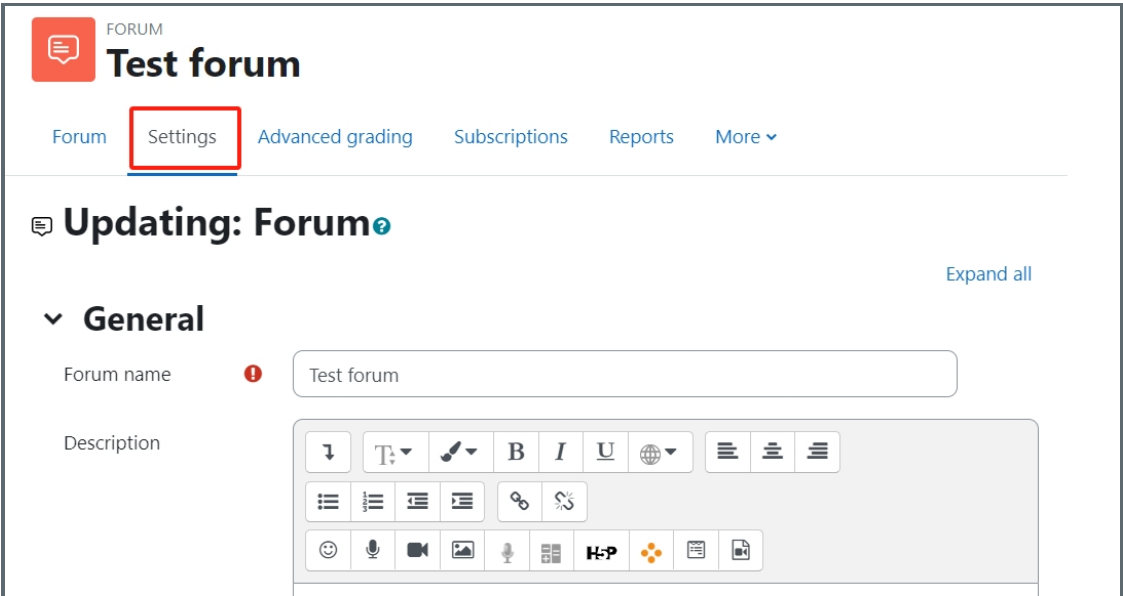 FORUM
Test forum
Forum Settings Advanced grading Subscriptions Reports More
Updating: Forum
Expand all
General
Forum name
Test forum
Description
B I U
H5P